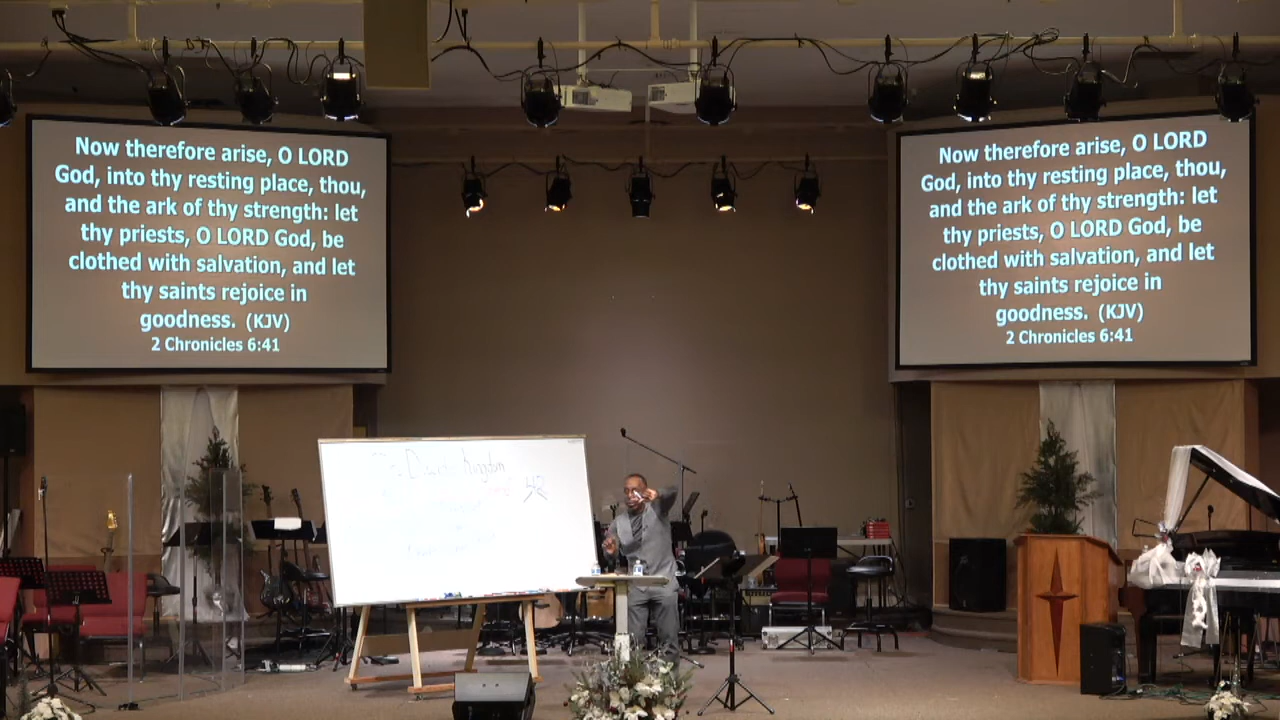 Now therefore arise, O LORD
God, into thy resting place, thou,
and the ark of thy strength: let
thy priests, O LORD God, be
clothed with salvation, and let
thy saints rejoice in
goodness. (KJV)
2 Chronicles 6:41
Now therefore arise, O LORD
God, into thy resting place, thou,
and the ark of thy strength: let
thy priests, O LORD God, be
clothed with salvation, and let
thy saints rejoice in
goodness. (KJV)
2 Chronicles 6:41
Kingdom
42